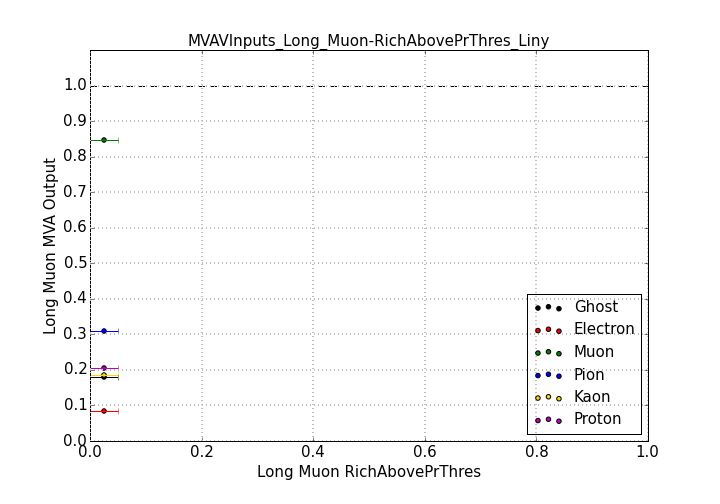 MVAVInputs_Long_Muon-RichAbovePrThres_Liny
1.0
0.9
0.8
0.7
0.6
0.5
0.4
0.3
0.2
0.1
0.0
Long Muon MVA Output
Ghost
Electron
Muon
Pion
Kaon
Proton
0.0 0.2 0.4 0.6 0.8 1.0
Long Muon RichAbovePrThres